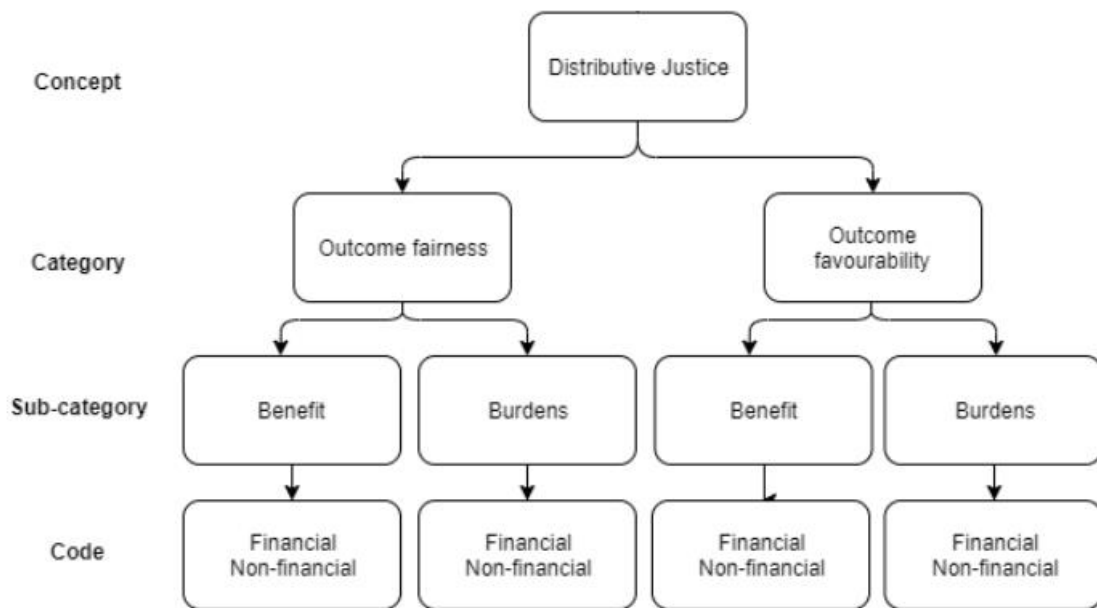 Concept
Distributive Justice
Category
Outcome fairness
Outcome
favourability
Sub-category
Benefit
Burdens
Benefit
Burdens
Code
Financial
Non-financial
Financial
Non-financial
Financial
Non-financial
Financial
Non-financial